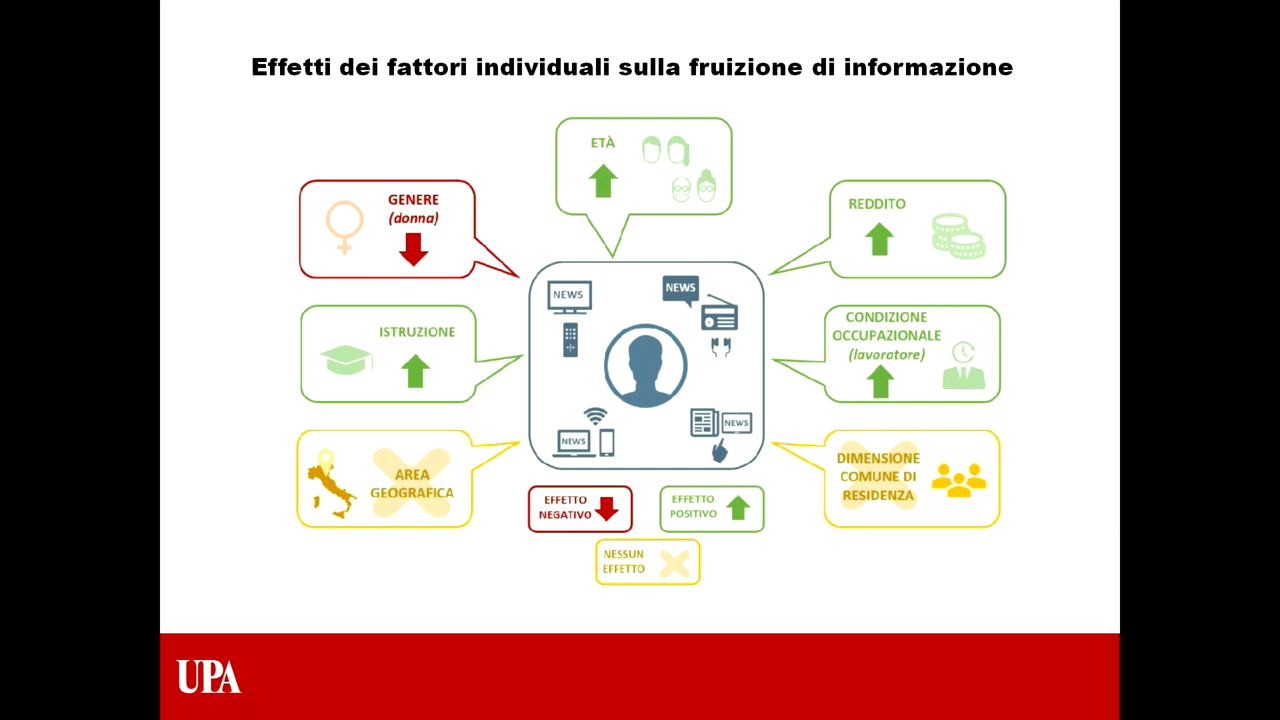 Effetti dei fattori individuali sulla fruizione di informazione
ETÀ
GENERE
(donna)
REDDITO
ISTRUZIONE
NEWS
NEWS
CONDIZIONE
OCCUPAZIONALE
(lavoratore)
AREA
GEOGRAFICA
NEWS
NEWS
DIMENSIONE
COMUNE DI
RESIDENZA
EFFETTO
NEGATIVO
EFFETTO
POSITIVO
NESSUN
EFFETTO
UPA